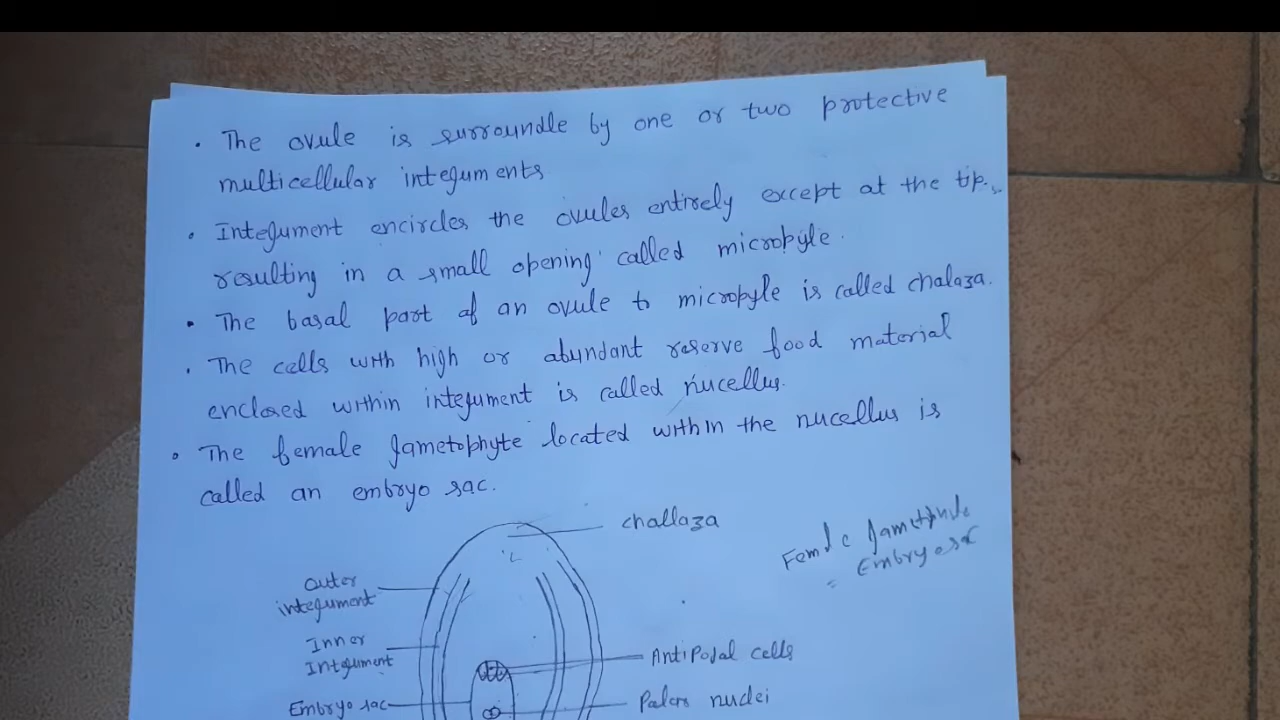 . The ovule is surroundle by one or two protective
multicellular integuments
. Integument encircles the ovules entirely except at the tip.
resulting in a small opening called micropyle.
. The basal part of an ovule to micropyle is called chalaza.
. The cells with high or abundant reserve food material
enclosed within integument is called nucellus.
. The female gametophyte located within the nucellus is
called an embryo sac.
challaza
Female gametophyte
= Embryo sac
Outer
integument
Inner
Integument
Antipodal cells
Embryo sac
Polar nuclei